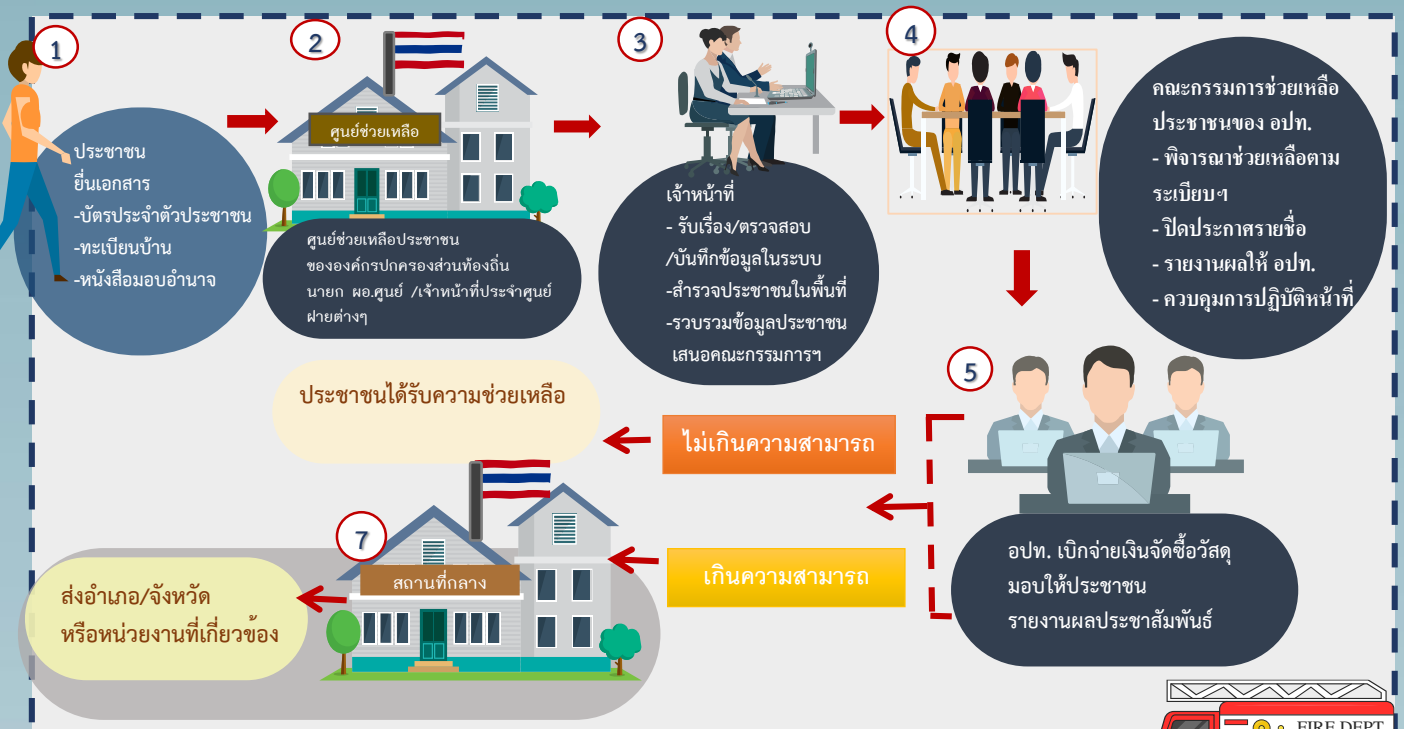 1
ประชาชน
ยื่นเอกสาร
-บัตรประจำตัวประชาชน
-ทะเบียนบ้าน
-หนังสือมอบอำนาจ
2
ศูนย์ช่วยเหลือ
ศูนย์ช่วยเหลือประชาชน
ขององค์กรปกครองส่วนท้องถิ่น
นายก ผอ.ศูนย์ /เจ้าหน้าที่ประจำศูนย์
ฝ่ายต่างๆ
3
เจ้าหน้าที่
- รับเรื่อง/ตรวจสอบ
/บันทึกข้อมูลในระบบ
-สำรวจประชาชนในพื้นที่
-รวบรวมข้อมูลประชาชน
เสนอคณะกรรมการฯ
4
คณะกรรมการช่วยเหลือ
ประชาชนของ อปท.
- พิจารณาช่วยเหลือตาม
ระเบียบฯ
- ปิดประกาศรายชื่อ
- รายงานผลให้ อปท.
- ควบคุมการปฏิบัติหน้าที่
5
อปท. เบิกจ่ายเงินจัดซื้อวัสดุ
มอบให้ประชาชน
รายงานผลประชาสัมพันธ์
ไม่เกินความสามารถ
ประชาชนได้รับความช่วยเหลือ
เกินความสามารถ
7
สถานที่กลาง
ส่งอำเภอ/จังหวัด
หรือหน่วยงานที่เกี่ยวข้อง
FIRE DEPT